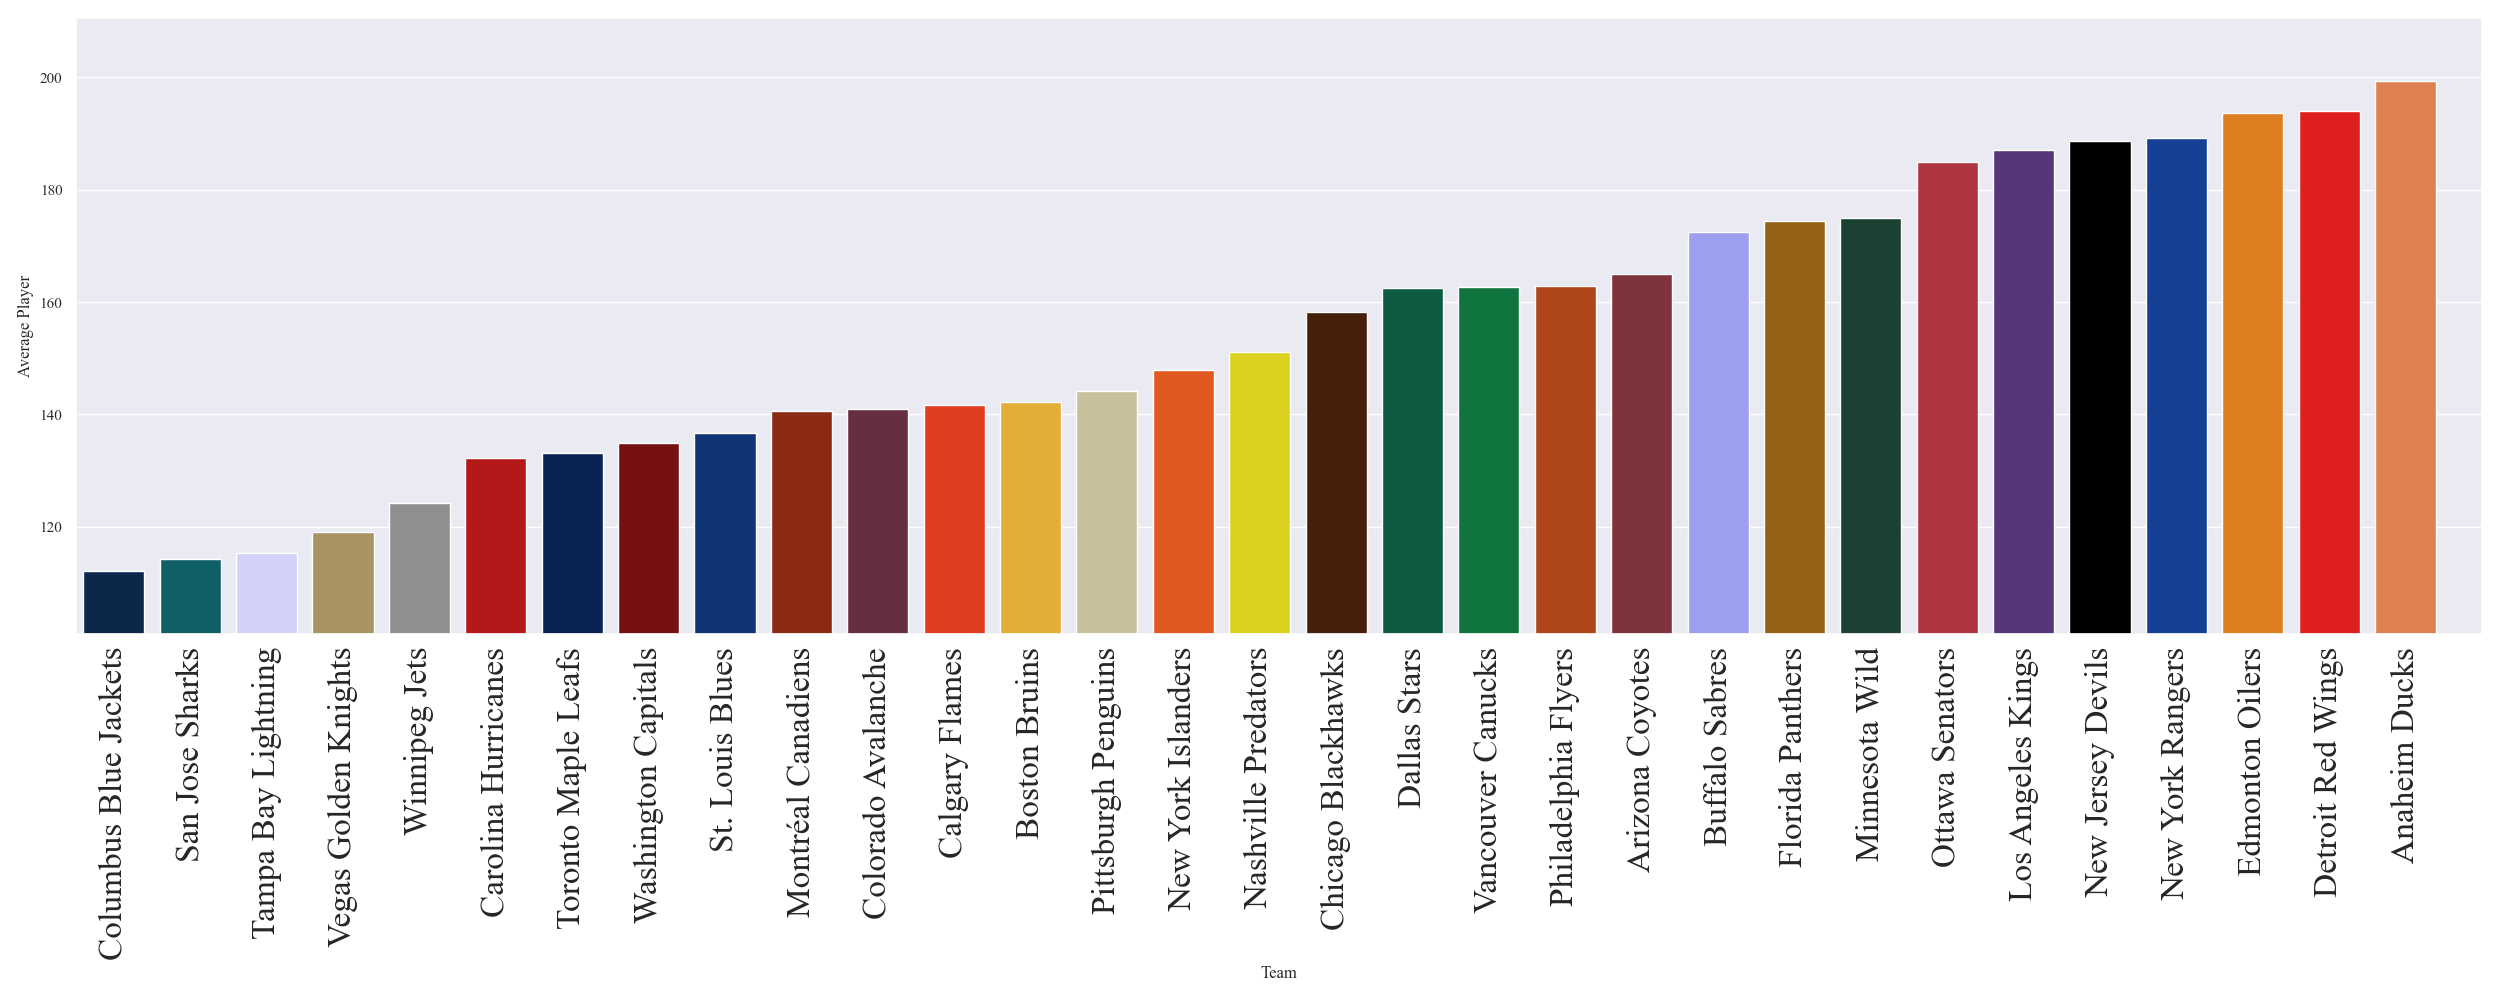 200
180
160
140
120
Average Player
Columbus Blue Jackets
San Jose Sharks
Tampa Bay Lightning
Vegas Golden Knights
Winnipeg Jets
Carolina Hurricanes
Toronto Maple Leafs
Washington Capitals
St. Louis Blues
Montréal Canadiens
Colorado Avalanche
Calgary Flames
Boston Bruins
Pittsburgh Penguins
New York Islanders
Nashville Predators
Chicago Blackhawks
Dallas Stars
Vancouver Canucks
Philadelphia Flyers
Arizona Coyotes
Buffalo Sabres
Florida Panthers
Minnesota Wild
Ottawa Senators
Los Angeles Kings
New Jersey Devils
New York Rangers
Edmonton Oilers
Detroit Red Wings
Anaheim Ducks
Team